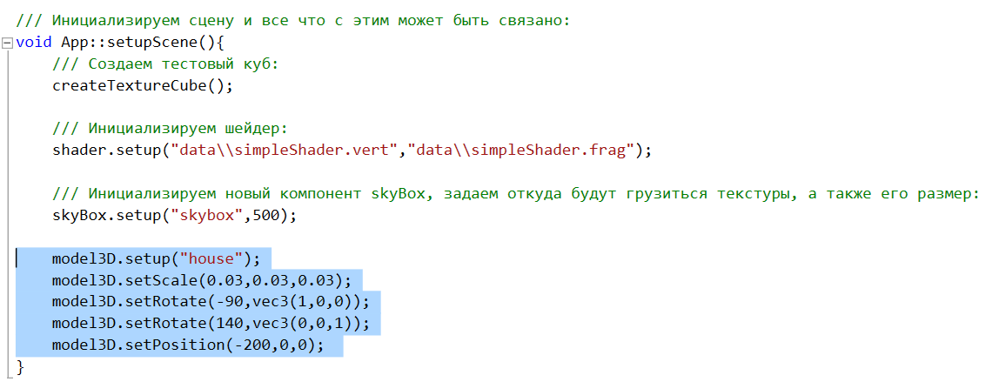 /// Инициализируем сцену и все что с этим может быть связано:
void App::setupScene(){
/// Создаем тестовый куб:
createTextureCube();
/// Инициализируем шейдер:
shader.setup("data\\simpleShader.vert","data\\simpleShader.frag");
/// Инициализируем новый компонент skyBox, задаем откуда будут грузиться текстуры, а также его размер:
skyBox.setup("skybox",500);
model3D.setup("house");
model3D.setScale(0.03,0.03,0.03);
model3D.setRotate(-90,vec3(1,0,0));
model3D.setRotate(140,vec3(0,0,1));
model3D.setPosition(-200,0,0);
}